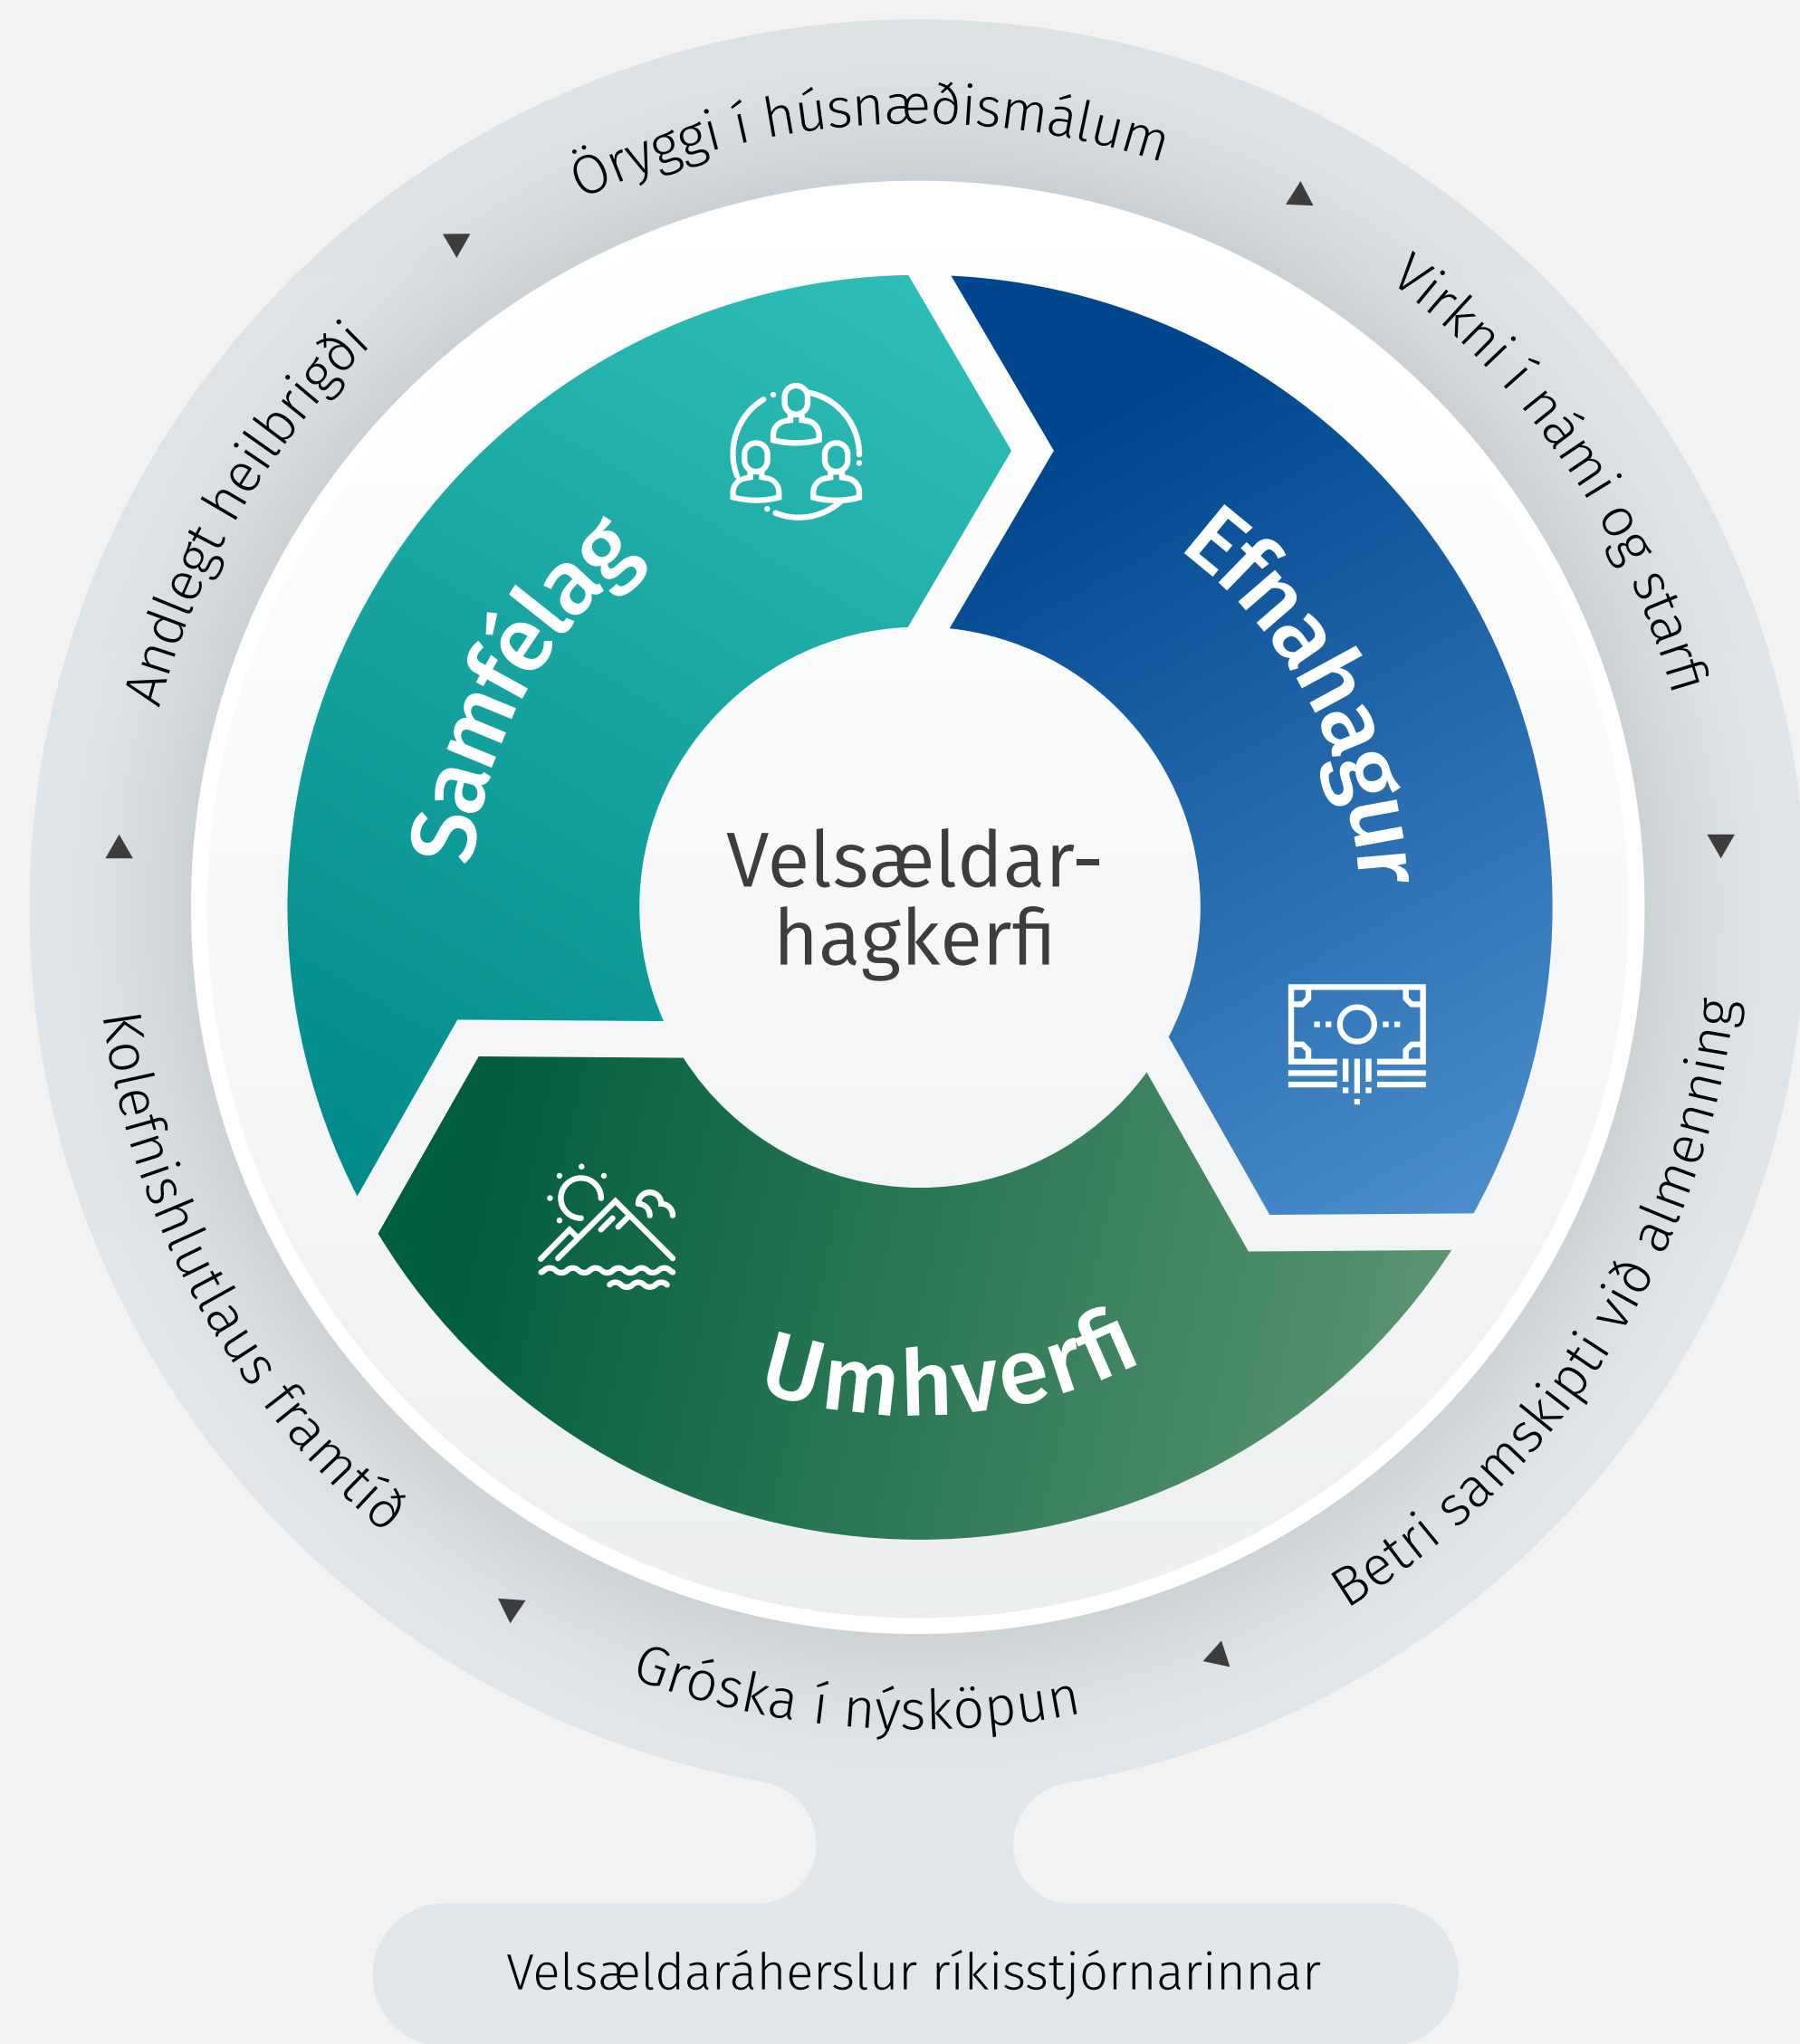 Öryggi í húsnæðismálum
Virkni í námi og starfi
Betri samskipti við almenning
Gróska í nýsköpun
Kolefnishlutlaus framtíð
Andlegt heilbrigði
Samfélag
Efnahagur
Umhverfi
Velsældar-
hagkerfi
Velsældaráherslur ríkisstjórnarinnar